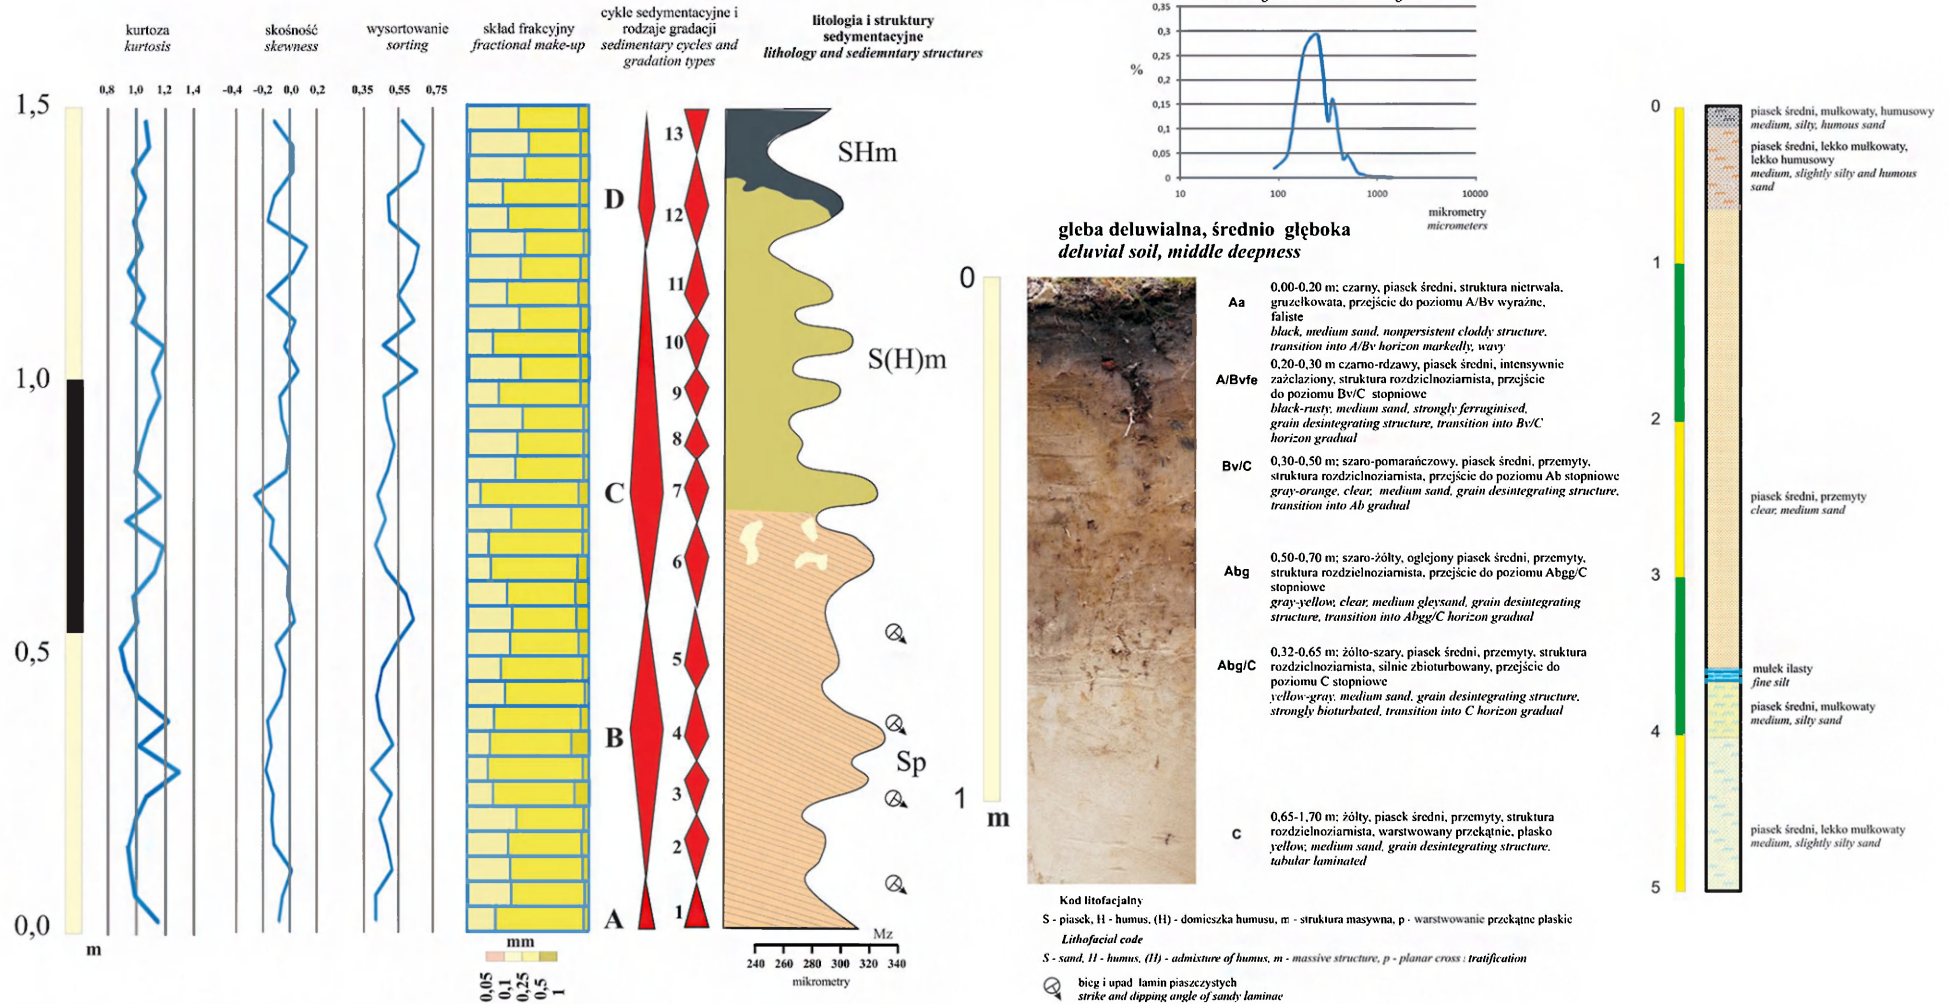 kurtoza
kurtosis
skośność
skewness
wysortowanie
sorting
skład frakcyjny
fractional make-up
cykle sedymentacyjne i
rodzaje gradacji
sedimentary cycles and
gradation types
litologia i struktury
sedymentacyjne
lithology and sediemntary structures
0,8 1,0 1,2 1,4
-0,4 -0,2 0,0 0,2
0,35 0,55 0,75
1,5
1,0
0,5
0,0
m
mm
0,05
0,1
0,25
0,5
1
D
C
B
A
13
12
11
10
9
8
7
6
5
4
3
2
1
SHm
S(H)m
Sp
Mz
240 260 280 300 320 340
mikrometry
0,35
0,3
0,25
0,2
0,15
0,1
0,05
0
%
10 100 1000 10000
mikrometry
micrometers
gleba deluwialna, średnio głęboka
deluvial soil, middle deepness
0
1
m
Aa
0,00-0,20 m; czarny, piasek średni, struktura nietrwala,
gruzełkowata, przejście do poziomu A/Bv wyraźne,
faliste
black, medium sand, nonpersistent cloddy structure,
transition into A/Bv horizon markedly, wavy
A/Bvfe
0,20-0,30 m czarno-rdzawy, piasek średni, intensywnie
zażelaziony, struktura rozdzielnoziarnista, przejście
do poziomu Bv/C stopniowe
black-rusty, medium sand, strongly ferruginised,
grain desintegrating structure, transition into Bv/C
horizon gradual
Bv/C
0,30-0,50 m; szaro-pomarańczowy, piasek średni, przemyty,
struktura rozdzielnoziarnista, przejście do poziomu Ab stopniowe
gray-orange, clear, medium sand, grain desintegrating structure,
transition into Ab gradual
Abg
0,50-0,70 m; szaro-żółty, oglejony piasek średni, przemyty,
struktura rozdzielnoziarnista, przejście do poziomu Abgg/C
stopniowe
gray-yellow, clear, medium gleysand, grain desintegrating
structure, transition into Abgg/C horizon gradual
Abg/C
0,32-0,65 m; żólto-szary, piasek średni, przemyty, struktura
rozdzielnoziarnista, silnie zbioturbowany, przejście do
poziomu C stopniowe
yellow-gray, medium sand, grain desintegrating structure,
strongly bioturbated, transition into C horizon gradual
C
0,65-1,70 m; żółty, piasek średni, przemyty, struktura
rozdzielnoziarnista, warstwowany przekątnie, płasko
yellow, medium sand, grain desintegrating structure,
tabular laminated
Kod litofacjalny
S - piasek, H - humus, (H) - domieszka humusu, m - struktura masywna, p - warstwowanie przekątne płaskie
Lithofacial code
S - sand, H - humus, (H) - admixture of humus, m - massive structure, p - planar cross : tratification
bieg i upad lamin piaszczystych
strike and dipping angle of sandy laminae
0
1
2
3
4
5
piasek średni, mułkowaty, humusowy
medium, silty, humous sand
piasek średni, lekko mułkowaty,
lekko humusowy
medium, slightly silty and humous
sand
piasek średni, przemyty
clear, medium sand
mułek ilasty
fine silt
piasek średni, mułkowaty
medium, silty sand
piasek średni, lekko mułkowaty
medium, slightly silty sand